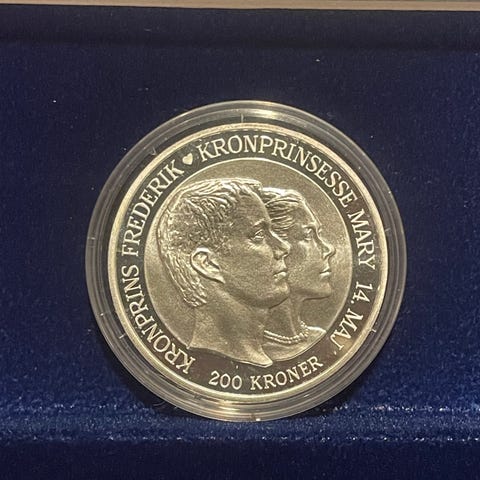 KRONPRINS FREDERIK ♥ KRONPRINSESSE MARY 14. MAJ
200 KRONER